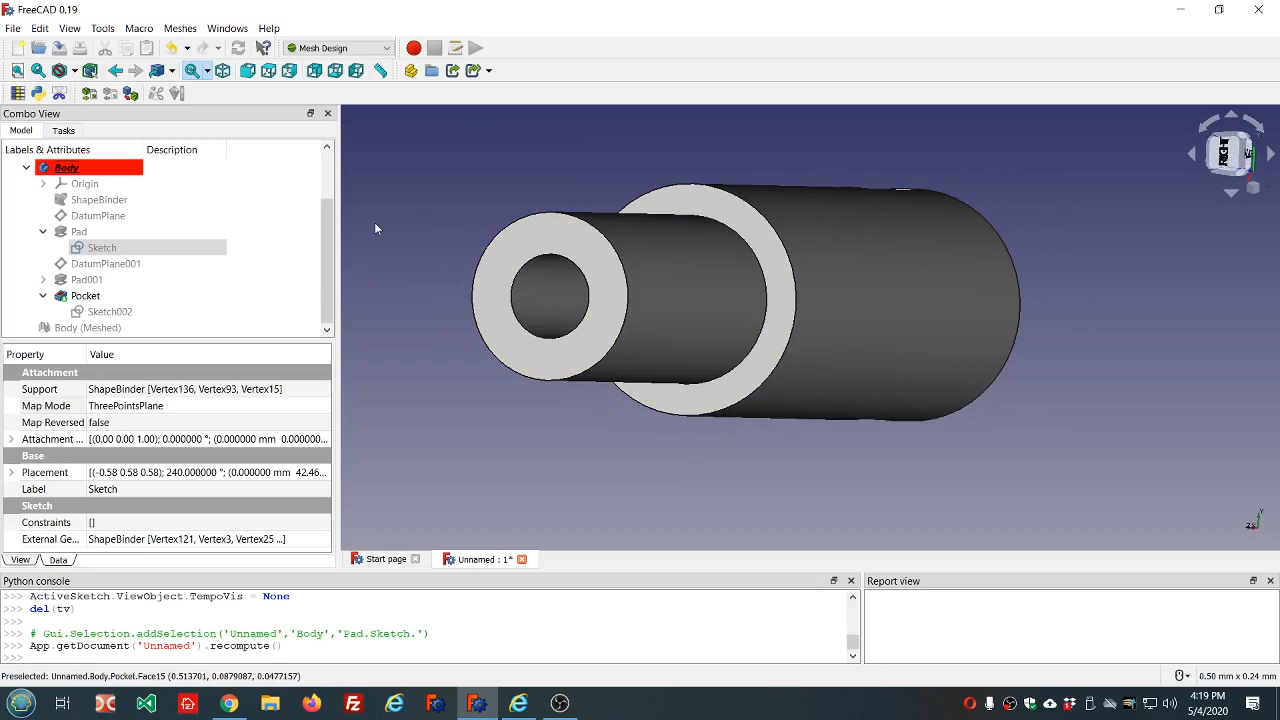 FreeCAD 0.19
File Edit View Tools Macro Meshes Windows Help
Mesh Design
Combo View
Model Tasks
Labels & Attributes Description
Body
Origin
ShapeBinder
DatumPlane
Pad
Sketch
DatumPlane001
Pad001
Pocket
Sketch002
Body (Meshed)
Property Value
Attachment
Support ShapeBinder [Vertex136, Vertex93, Vertex15]
Map Mode ThreePointsPlane
Map Reversed false
Attachment ... [(0.00 0.00 1.00); 0.000000 °; (0.000000 mm 0.000000...
Base
Placement [(-0.58 0.58 0.58); 240.000000 °; (0.000000 mm 42.46...
Label Sketch
Sketch
Constraints []
External Ge... ShapeBinder [Vertex121, Vertex3, Vertex25 ...]
View Data
RIGHT
Start page Unnamed : 1*
Python console
>>> ActiveSketch.ViewObject.TempoVis = None
>>> del(tv)
>>>
>>> # Gui.Selection.addSelection('Unnamed','Body','Pad.Sketch.')
>>> App.getDocument('Unnamed').recompute()
>>>
Report view
Preselected: Unnamed.Body.Pocket.Face15 (0.513701, 0.0879087, 0.0477157)
0.50 mm x 0.24 mm
4:19 PM
5/4/2020